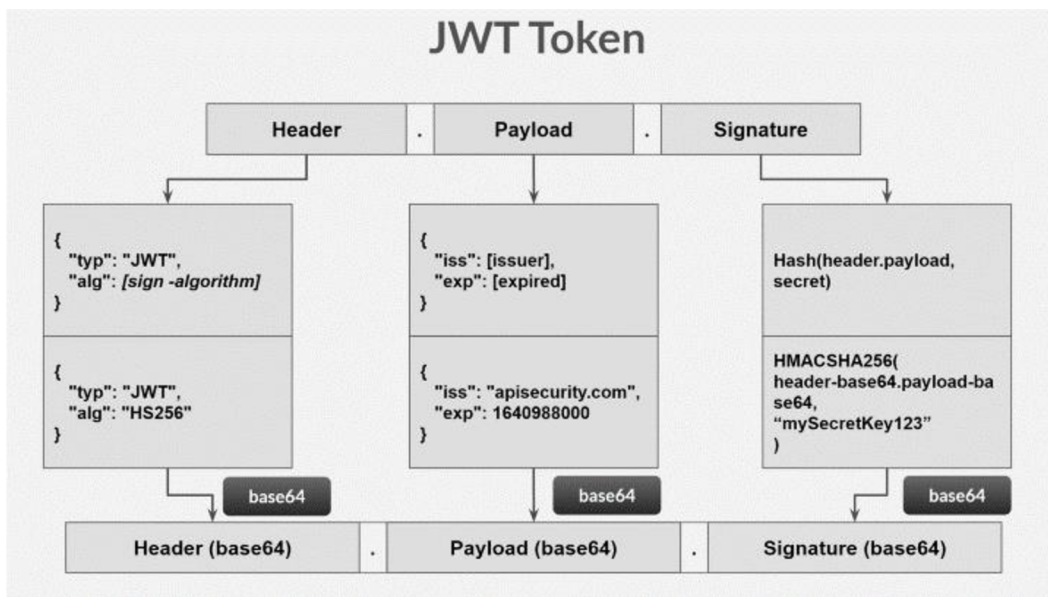 JWT Token
Header . Payload . Signature
{
"typ": "JWT",
"alg": [sign -algorithm]
}
{
"iss": [issuer],
"exp": [expired]
}
Hash(header.payload,
secret)
{
"typ": "JWT",
"alg": "HS256"
}
{
"iss": "apisecurity.com",
"exp": 1640988000
}
HMACSHA256(
header-base64.payload-ba
se64,
“mySecretKey123”
)
base64
base64
base64
Header (base64) . Payload (base64) . Signature (base64)